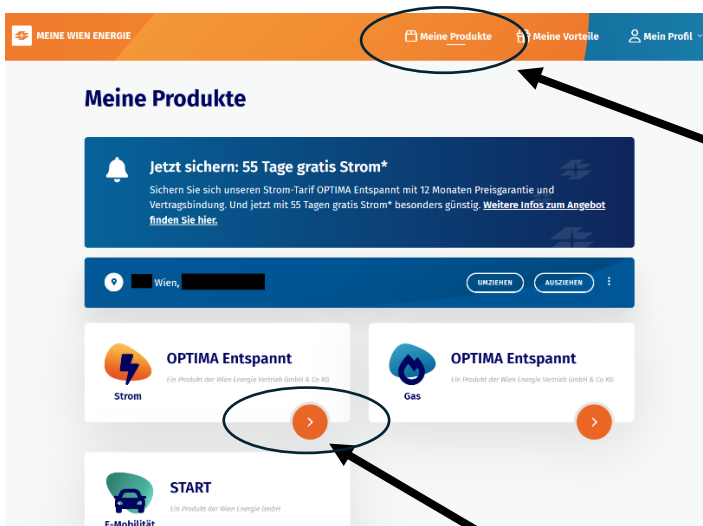 MEINE WIEN ENERGIE
Meine Produkte
Meine Vorteile
Mein Profil
Meine Produkte
Jetzt sichern: 55 Tage gratis Strom*
Sichern Sie sich unseren Strom-Tarif OPTIMA Entspannt mit 12 Monaten Preisgarantie und
Vertragsbindung. Und jetzt mit 55 Tagen gratis Strom* besonders günstig. Weitere Infos zum Angebot
finden Sie hier.
Wien,
UMZIEHEN
AUSZIEHEN
OPTIMA Entspannt
Ein Produkt der Wien Energie Vertrieb GmbH & Co KG
Strom
OPTIMA Entspannt
Ein Produkt der Wien Energie Vertrieb GmbH & Co KG
Gas
START
Ein Produkt der Wien Energie GmbH
E-Mobilität